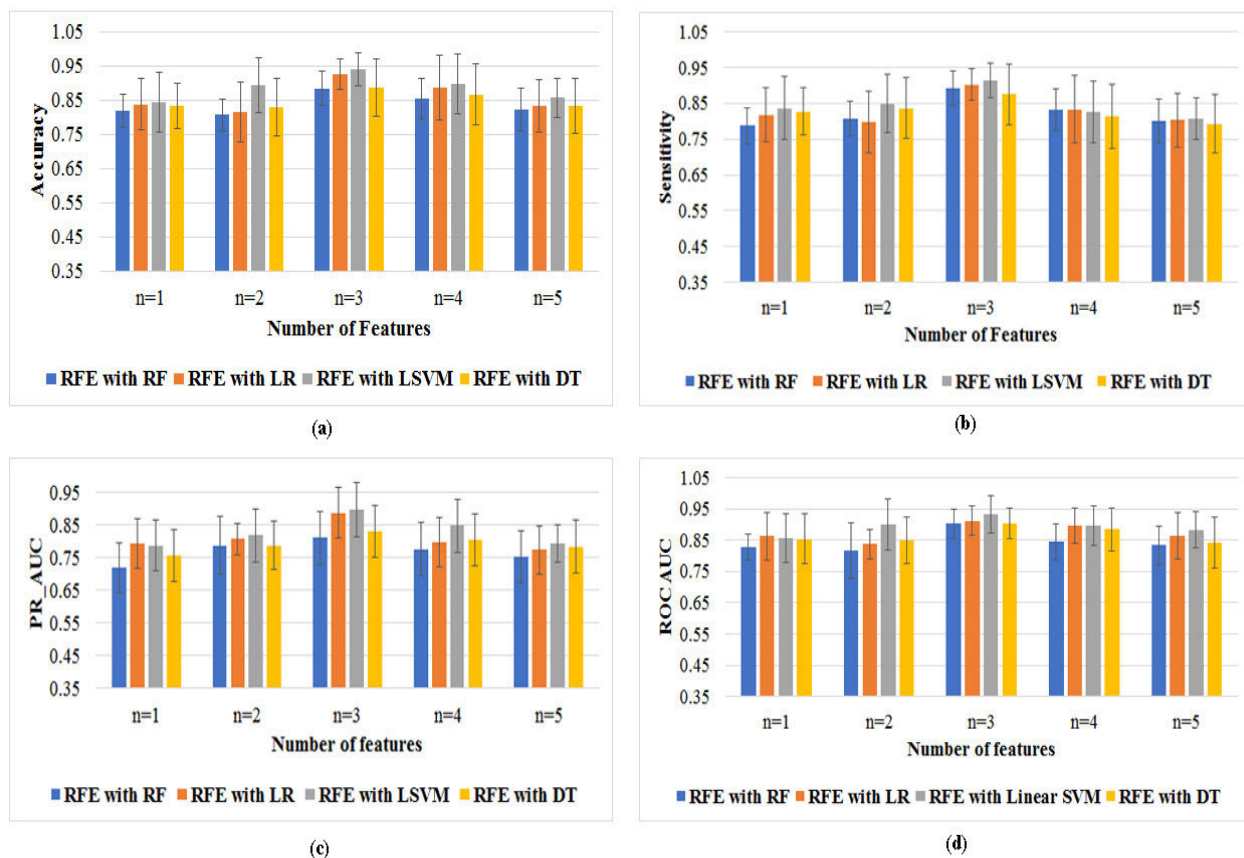 1.05
0.95
0.85
0.75
0.65
0.55
0.45
0.35
Accuracy
n=1 n=2 n=3 n=4 n=5
Number of Features
RFE with RF RFE with LR RFE with LSVM RFE with DT
(a)
1.05
0.95
0.85
0.75
0.65
0.55
0.45
0.35
Sensitivity
n=1 n=2 n=3 n=4 n=5
Number of Features
RFE with RF RFE with LR RFE with LSVM RFE with DT
(b)
0.95
0.85
0.75
0.65
0.55
0.45
0.35
PR_AUC
n=1 n=2 n=3 n=4 n=5
Number of features
RFE with RF RFE with LR RFE with LSVM RFE with DT
(c)
1.05
0.95
0.85
0.75
0.65
0.55
0.45
0.35
ROC AUC
n=1 n=2 n=3 n=4 n=5
Number of features
RFE with RF RFE with LR RFE with Linear SVM RFE with DT
(d)